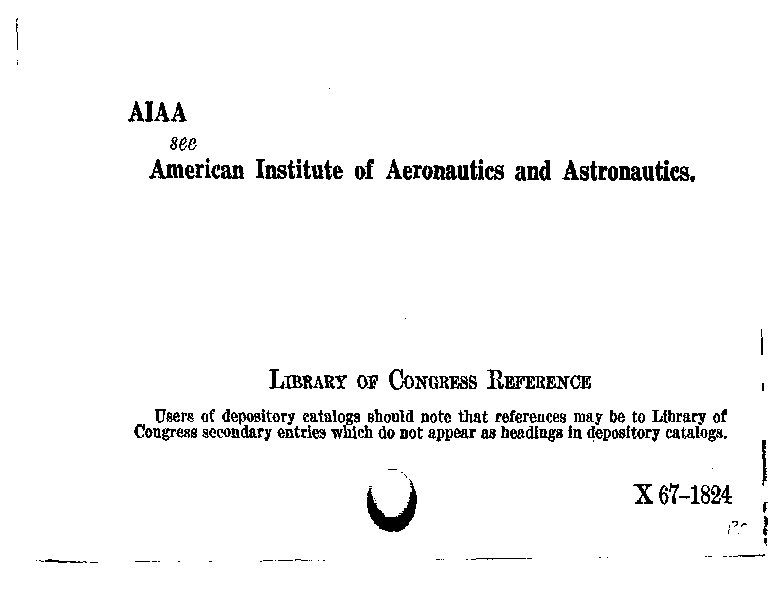 AIAA
see
American Institute of Aeronautics and Astronautics.
LIBRARY OF CONGRESS REFERENCE
Users of depository catalogs should note that references may be to Library of
Congress secondary entries which do not appear as headings in depository catalogs.
X 67–1824